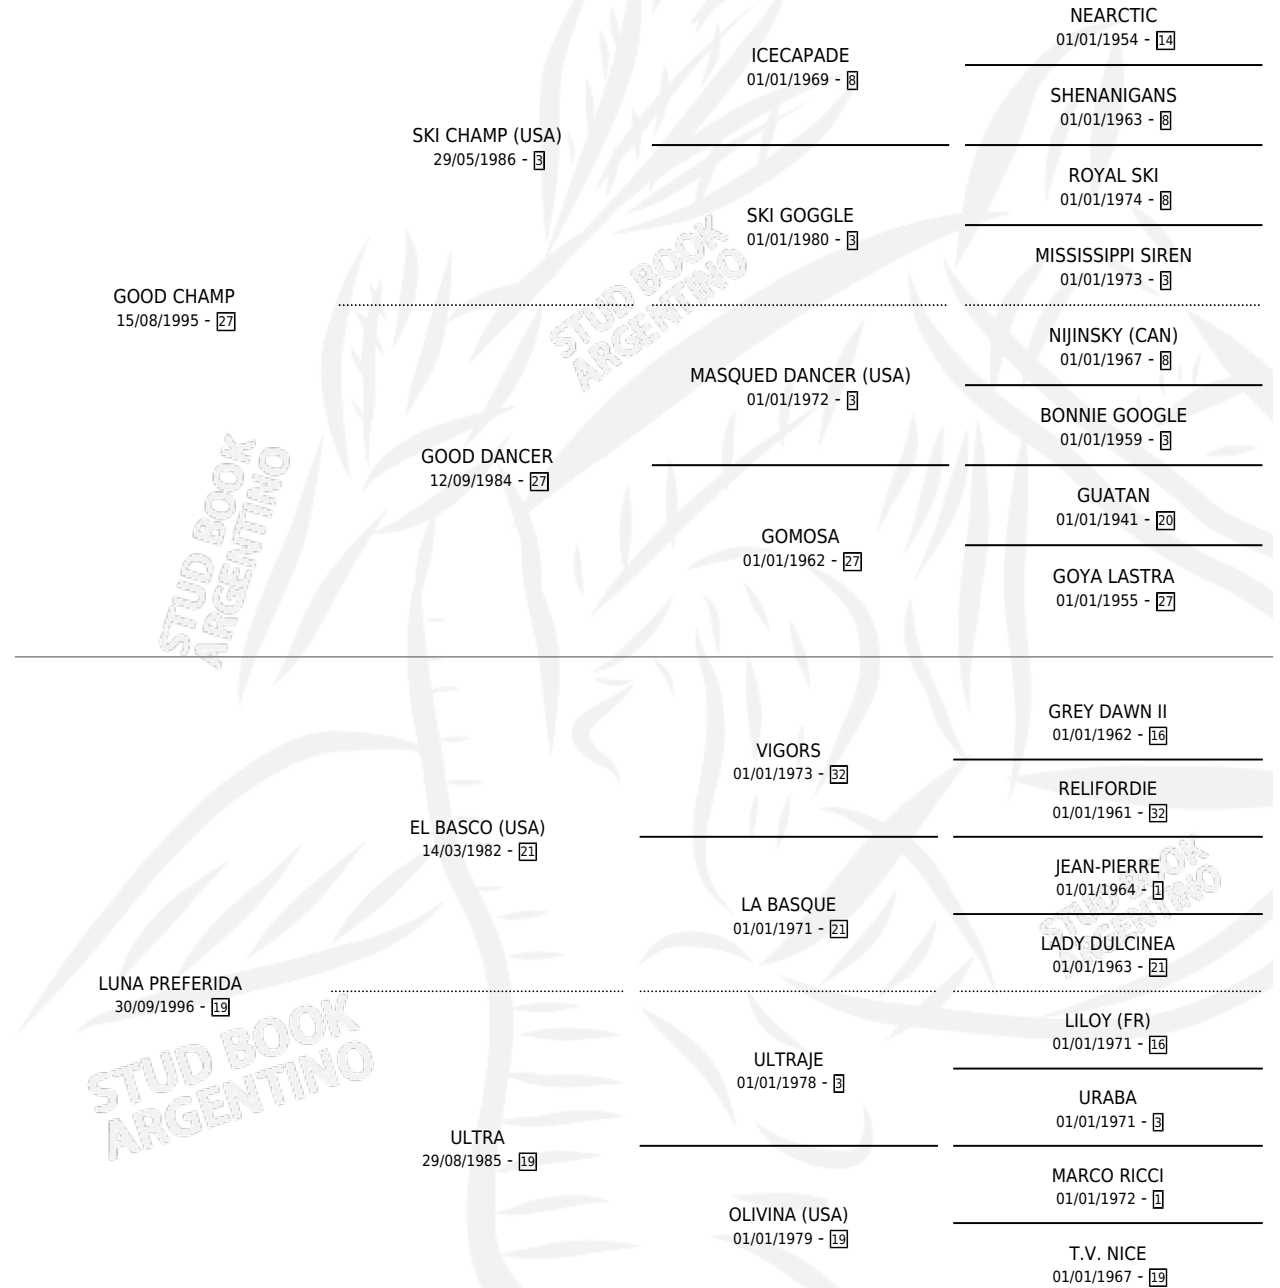 NEARCTIC
01/01/1954 - 14
ICECAPADE
01/01/1969 - 8
SHENANIGANS
01/01/1963 - 8
SKI CHAMP (USA)
29/05/1986 - 3
ROYAL SKI
01/01/1974 - 8
SKI GOGGLE
01/01/1980 - 3
MISSISSIPPI SIREN
01/01/1973 - 3
GOOD CHAMP
15/08/1995 - 27
NIJINSKY (CAN)
01/01/1967 - 8
MASQUED DANCER (USA)
01/01/1972 - 3
BONNIE GOOGLE
01/01/1959 - 3
GOOD DANCER
12/09/1984 - 27
GUATAN
01/01/1941 - 20
GOMOSA
01/01/1962 - 27
GOYA LASTRA
01/01/1955 - 27
GREY DAWN II
01/01/1962 - 16
VIGORS
01/01/1973 - 32
RELIFORDIE
01/01/1961 - 32
EL BASCO (USA)
14/03/1982 - 21
JEAN-PIERRE
01/01/1964 - 1
LA BASQUE
01/01/1971 - 21
LADY DULCINEA
01/01/1963 - 21
LUNA PREFERIDA
30/09/1996 - 19
LILOY (FR)
01/01/1971 - 16
ULTRAJE
01/01/1978 - 3
URABA
01/01/1971 - 3
ULTRA
29/08/1985 - 19
MARCO RICCI
01/01/1972 - 1
OLIVINA (USA)
01/01/1979 - 19
T.V. NICE
01/01/1967 - 19
STUD BOOK
ARGENTINO
STUD BOOK
ARGENTINO
STUD BOOK
ARGENTINO
STUD BOOK
ARGENTINO